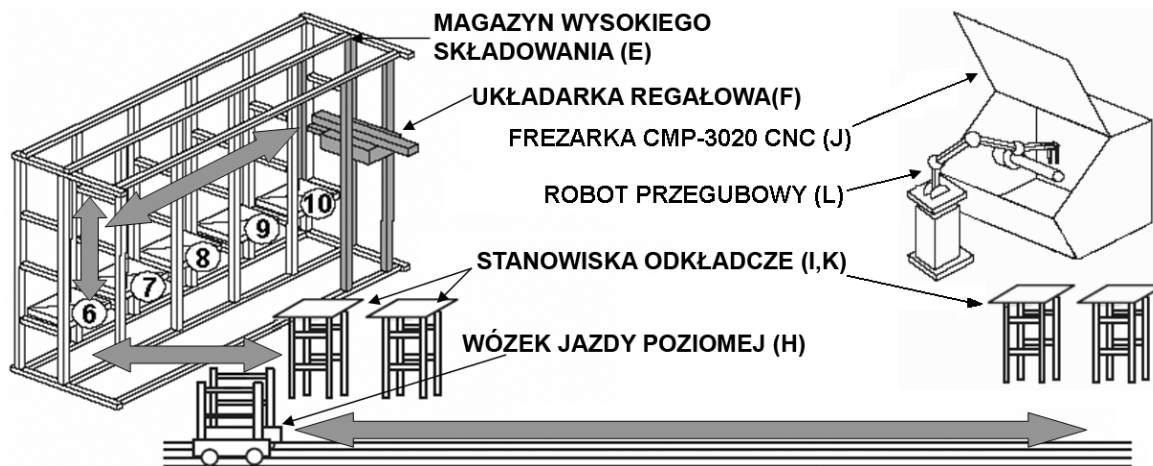 MAGAZYN WYSOKIEGO
SKŁADOWANIA (E)
UKŁADARKA REGAŁOWA(F)
FREZARKA CMP-3020 CNC (J)
ROBOT PRZEGUBOWY (L)
10
9
8
7
6
STANOWISKA ODKŁADCZE (I,K)
WÓZEK JAZDY POZIOMEJ (H)